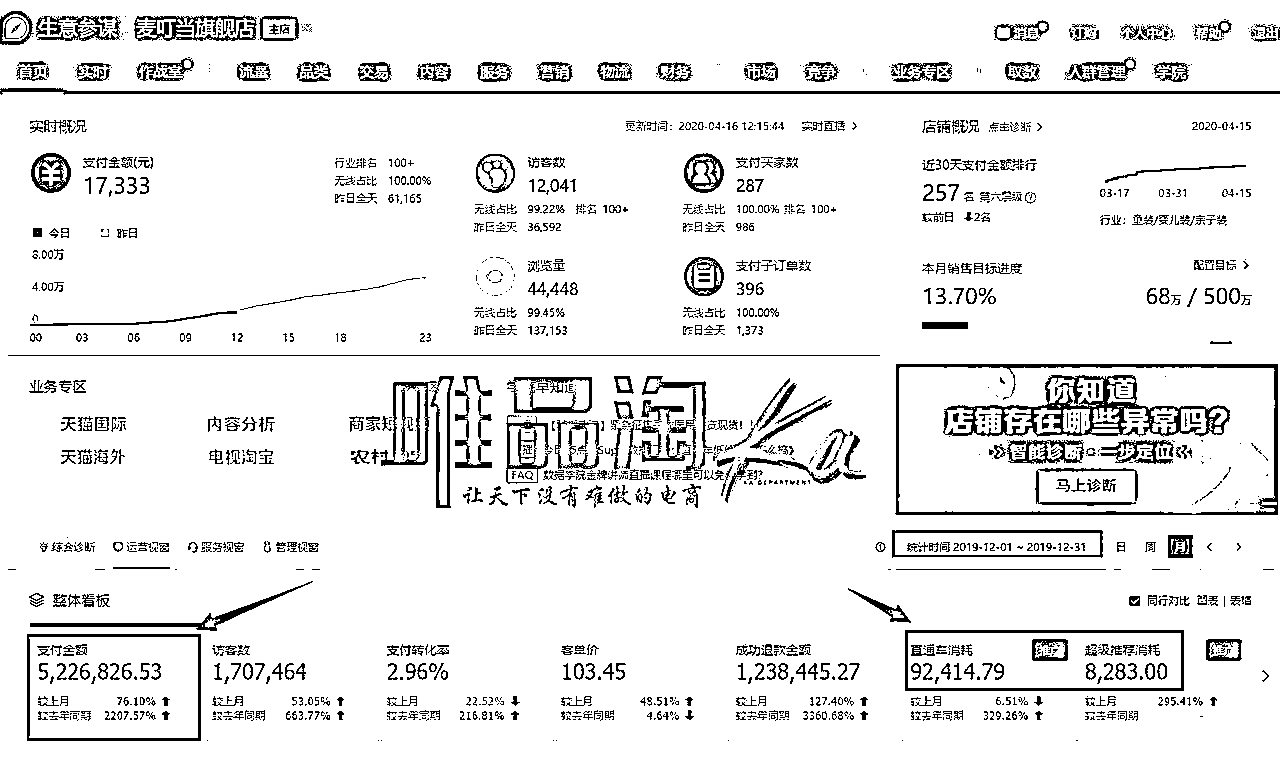 生意参谋 麦叮当旗舰店 主店
消息 订购 个人中心 帮助 退出
首页 实时 作战室 流量 品类 交易 内容 服务 营销 物流 财务 市场 竞争 业务专区 取数 人群管理 学院
实时概况 更新时间：2020-04-16 12:15:44 实时直播 >
支付金额(元)
17,333
行业排名 100+
无线占比 100.00%
昨日全天 61,165
今日 昨日
8.00万
4.00万
0
00 03 06 09 12 15 18 23
访客数
12,041
无线占比 99.22% 排名 100+
昨日全天 36,592
支付买家数
287
无线占比 100.00% 排名 100+
昨日全天 986
浏览量
44,448
无线占比 99.45%
昨日全天 137,153
支付子订单数
396
无线占比 100.00%
昨日全天 1,373
店铺概况 点击诊断 > 2020-04-15
近30天支付金额排行
257 名 第六层级
较前日 2名
03-17 03-31 04-15
行业：童装/婴儿装/亲子装
本月销售目标进度 配置目标 >
13.70% 68万 / 500万
业务专区
早知道
天猫国际 内容分析 商家短视
天猫海外 电视淘宝 农村
唯品淘 Ka
KA DEPARTMENT
FAQ
让天下没有难做的电商
你知道
店铺存在哪些异常吗？
智能诊断 一步定位
马上诊断
综合诊断 运营视窗 服务视窗 管理视窗
统计时间 2019-12-01 ~ 2019-12-31 日 周 月 < >
整体看板 同行对比 图表 | 表格
支付金额
5,226,826.53
较上月 76.10%
较去年同期 2207.57%
访客数
1,707,464
较上月 53.05%
较去年同期 663.77%
支付转化率
2.96%
较上月 22.52%
较去年同期 216.81%
客单价
103.45
较上月 48.51%
较去年同期 4.64%
成功退款金额
1,238,445.27
较上月 127.40%
较去年同期 3360.68%
直通车消耗 推广
92,414.79
较上月 6.51%
较去年同期 329.26%
超级推荐消耗 推广
8,283.00
较上月 295.41%
较去年同期 -